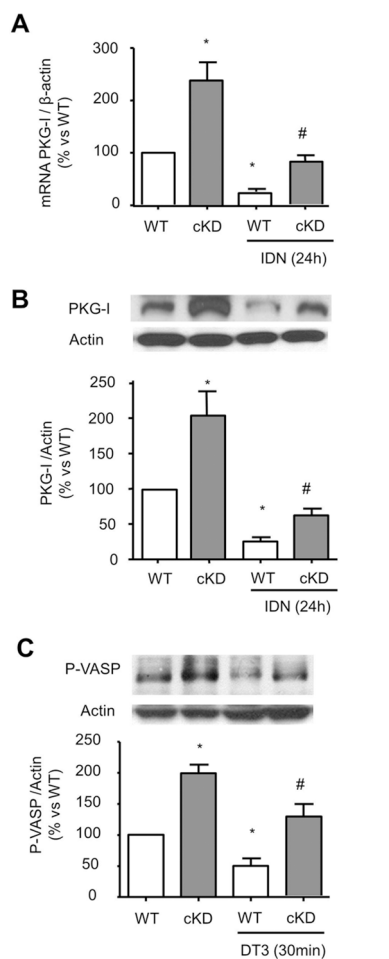 A
mRNA PKG-I / β-actin
(% vs WT)
300
200
100
0
*
*
#
WT cKD WT cKD
IDN (24h)
B
PKG-I
Actin
PKG-I /Actin
(% vs WT)
250
200
150
100
50
0
*
*
#
WT cKD WT cKD
IDN (24h)
C
P-VASP
Actin
P-VASP /Actin
(% vs WT)
250
200
150
100
50
0
*
*
#
WT cKD WT cKD
DT3 (30min)